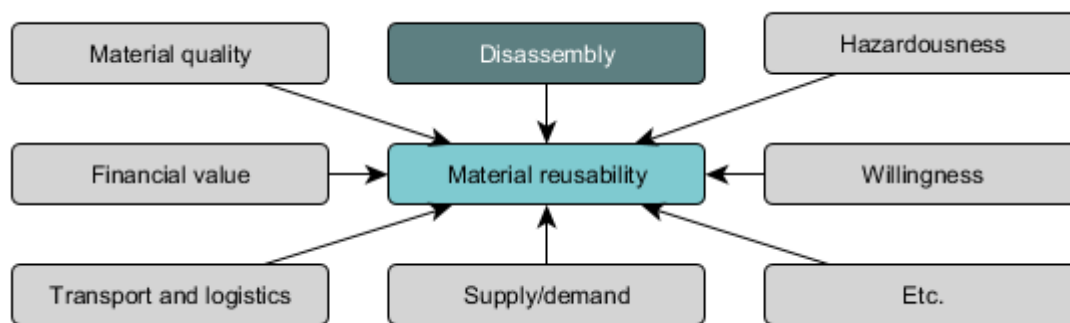 Material quality
Disassembly
Hazardousness
Financial value
Material reusability
Willingness
Transport and logistics
Supply/demand
Etc.